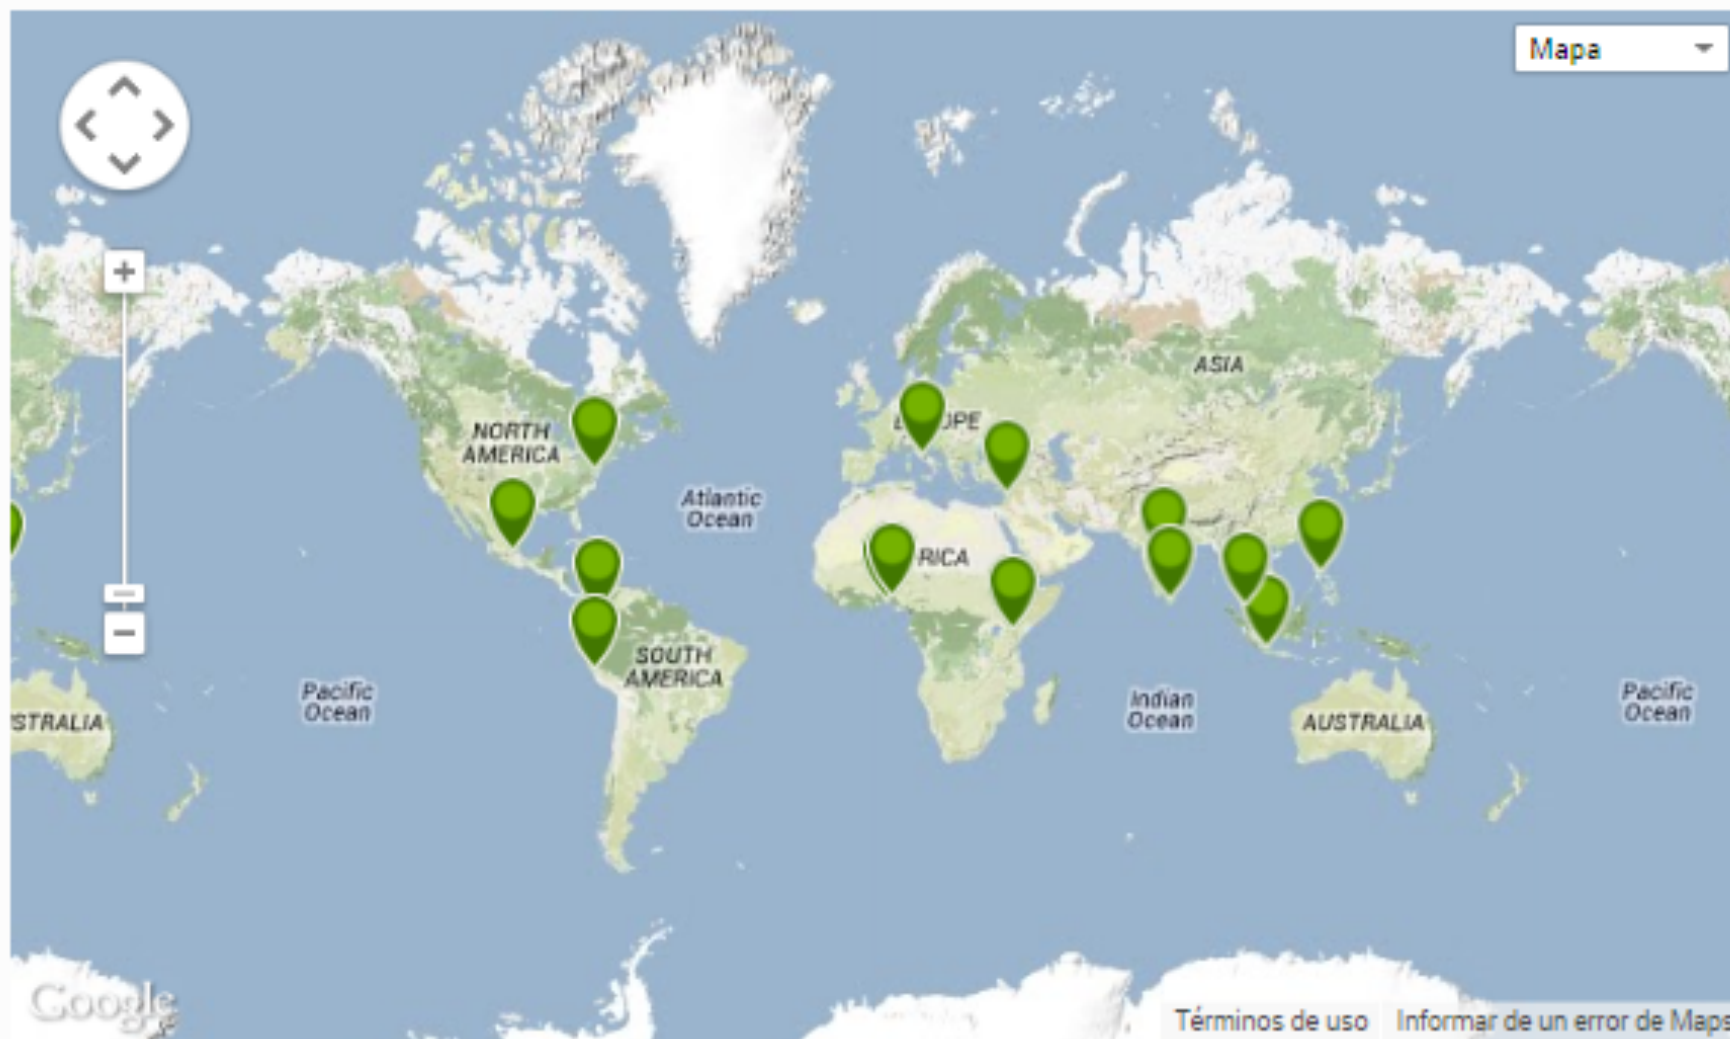 Mapa
ASIA
NORTH
AMERICA
Atlantic
Ocean
SOUTH
AMERICA
Pacific
Ocean
Indian
Ocean
Pacific
Ocean
STRALIA
AUSTRALIA
Google
Términos de uso
Informar de un error de Maps